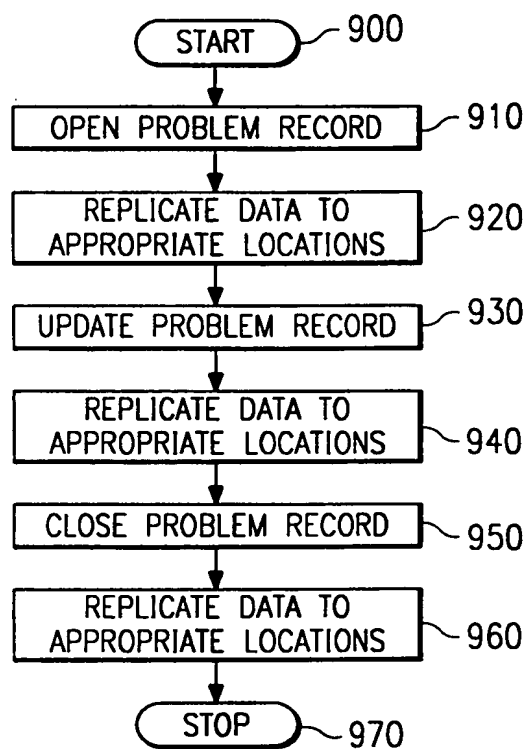 START
900
OPEN PROBLEM RECORD
910
REPLICATE DATA TO
APPROPRIATE LOCATIONS
920
UPDATE PROBLEM RECORD
930
REPLICATE DATA TO
APPROPRIATE LOCATIONS
940
CLOSE PROBLEM RECORD
950
REPLICATE DATA TO
APPROPRIATE LOCATIONS
960
STOP
970